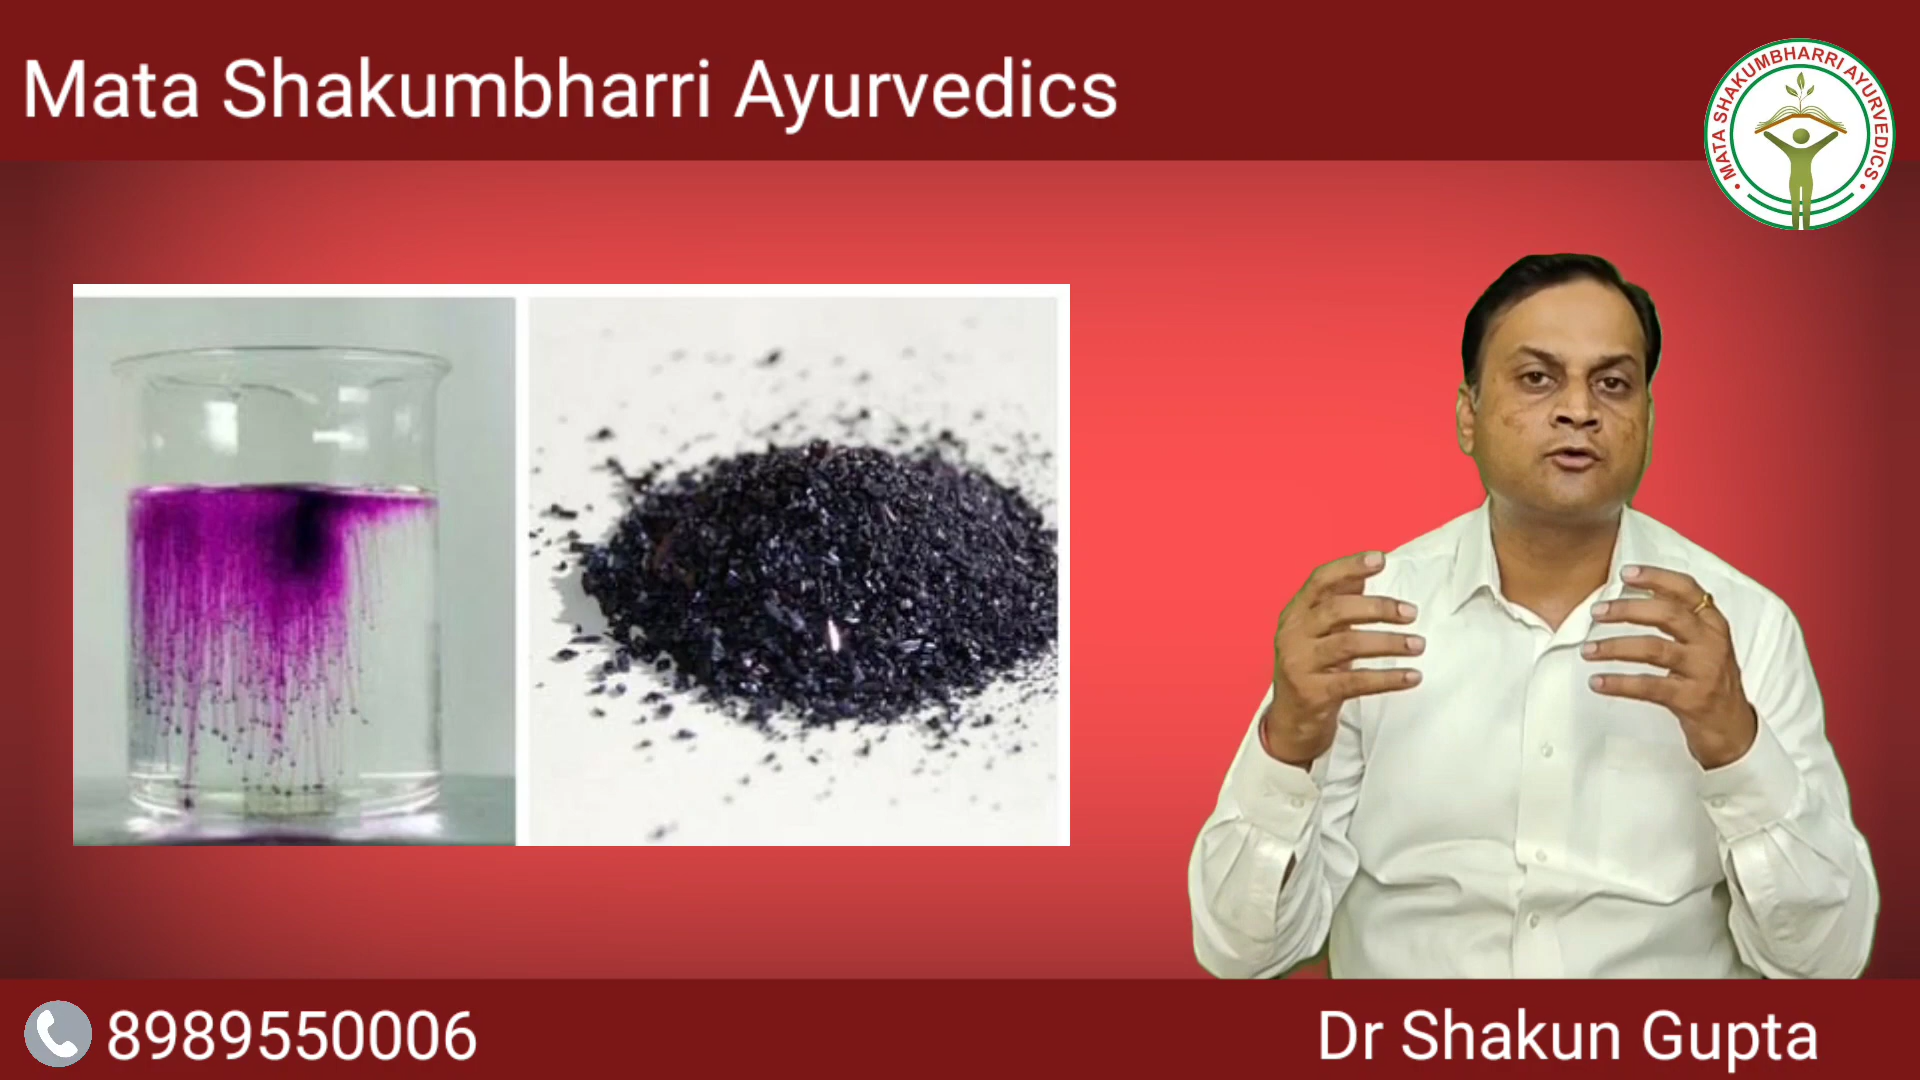 Mata Shakumbharri Ayurvedics
• MATA SHAKUMBHARRI AYURVEDICS •
8989550006
Dr Shakun Gupta